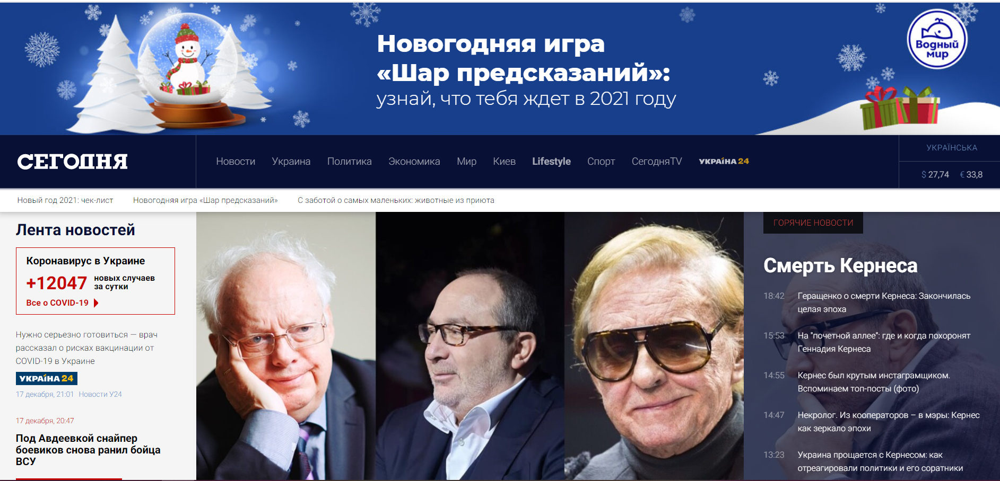 Новогодняя игра
«Шар предсказаний»:
узнай, что тебя ждет в 2021 году
Водный
мир
СЕГОДНЯ
Новости Украина Политика Экономика Мир Киев Lifestyle Спорт СегодняTV УКРАЇНА 24
УКРАЇНСЬКА
$ 27,74 € 33,8
Новый год 2021: чек-лист Новогодняя игра «Шар предсказаний» С заботой о самых маленьких: животные из приюта
Лента новостей
Коронавирус в Украине
+12047 новых случаев
за сутки
Все о COVID-19
Нужно серьезно готовиться — врач
рассказал о рисках вакцинации от
COVID-19 в Украине
УКРАЇНА 24
17 декабря, 21:01 Новости У24
17 декабря, 20:47
Под Авдеевкой снайпер
боевиков снова ранил бойца
ВСУ
ГОРЯЧИЕ НОВОСТИ
Смерть Кернеса
18:42 Геращенко о смерти Кернеса: Закончилась
целая эпоха
15:53 На "почетной аллее": где и когда похоронят
Геннадия Кернеса
14:55 Кернес был крутым инстаграмщиком.
Вспоминаем топ-посты (фото)
14:47 Некролог. Из кооператоров – в мэры: Кернес
как зеркало эпохи
13:23 Украина прощается с Кернесом: как
отреагировали политики и его соратники